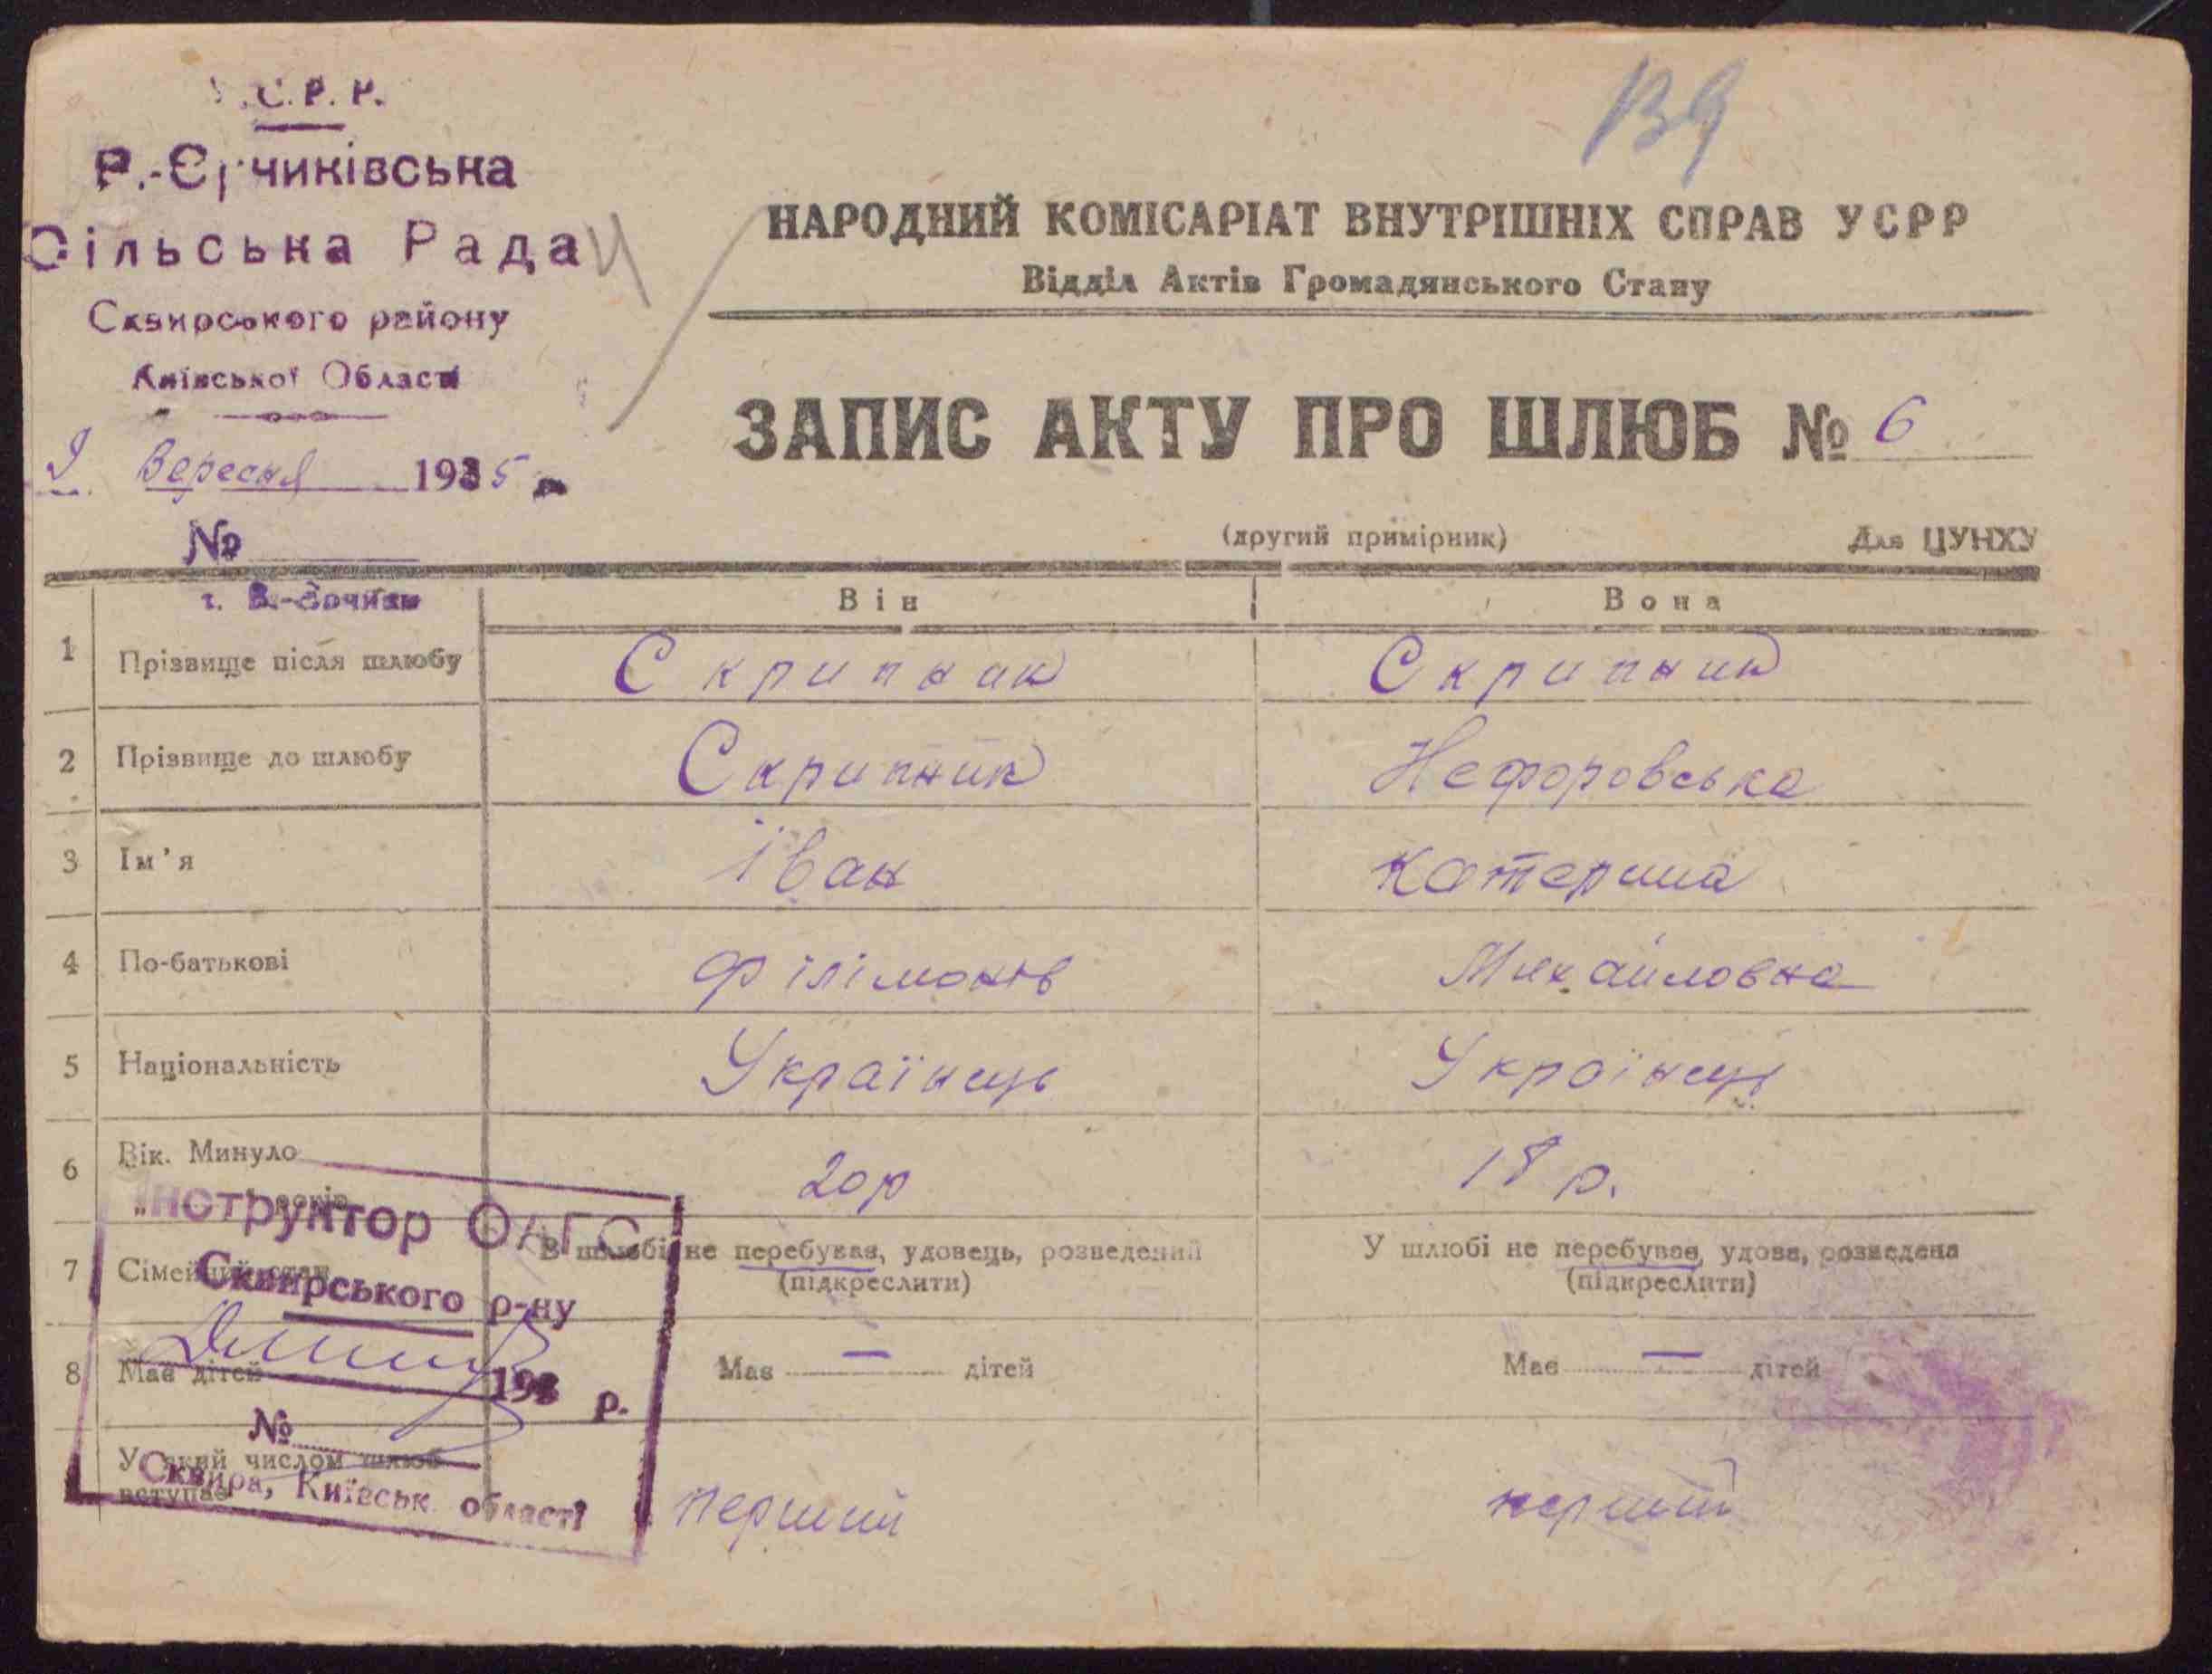 У.С.Р.Р.
В.-Єрчиківська
Сільська Рада
Сквирського району
Київської Області
9 Вересня 1935 р
№
с. В.-Єрчики
139
НАРОДНИЙ КОМІСАРІАТ ВНУТРІШНІХ СПРАВ УСРР
Відділ Актів Громадянського Стану
ЗАПИС АКТУ ПРО ШЛЮБ № 6
(другий примірник) Для ЦУНХУ
Він Вона
1 Прізвище після шлюбу Скрипник Скрипник
2 Прізвище до шлюбу Скрипник Нефоровська
3 Ім'я Іван Катерина
4 По-батькові Філімонів Михайловна
5 Національність Українець Українець
6 Вік. Минуло років 20р 18 р.
7 Сімейний стан В шлюбі не перебував, удовець, розведений У шлюбі не перебував, удова, розведена
(підкреслити) (підкреслити)
8 Має дітей Має — дітей Має — дітей
У який числом шлюб вступає перший перший
Інструктор ОАГС
Сквирського р-ну
193 р.
№
Сквира, Київськ. області